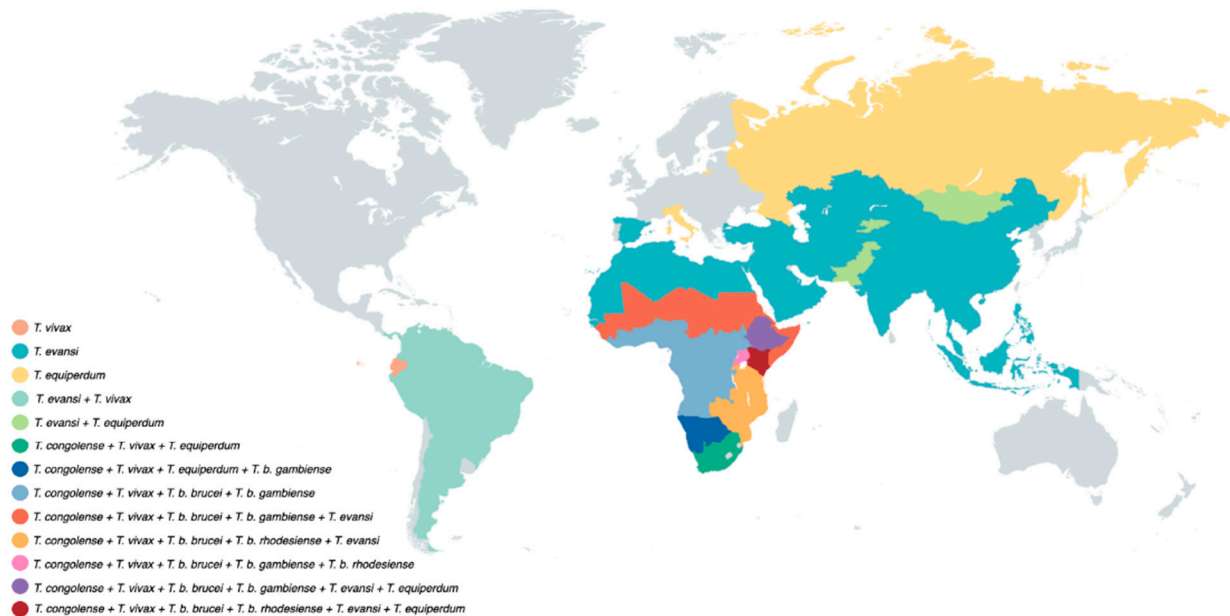 T. vivax
T. evansi
T. equiperdum
T. evansi + T. vivax
T. evansi + T. equiperdum
T. congolense + T. vivax + T. equiperdum
T. congolense + T. vivax + T. equiperdum + T. b. gambiense
T. congolense + T. vivax + T. b. brucei + T. b. gambiense
T. congolense + T. vivax + T. b. brucei + T. b. gambiense + T. evansi
T. congolense + T. vivax + T. b. brucei + T. b. rhodesiense + T. evansi
T. congolense + T. vivax + T. b. brucei + T. b. gambiense + T. b. rhodesiense
T. congolense + T. vivax + T. b. brucei + T. b. gambiense + T. evansi + T. equiperdum
T. congolense + T. vivax + T. b. brucei + T. b. rhodesiense + T. evansi + T. equiperdum